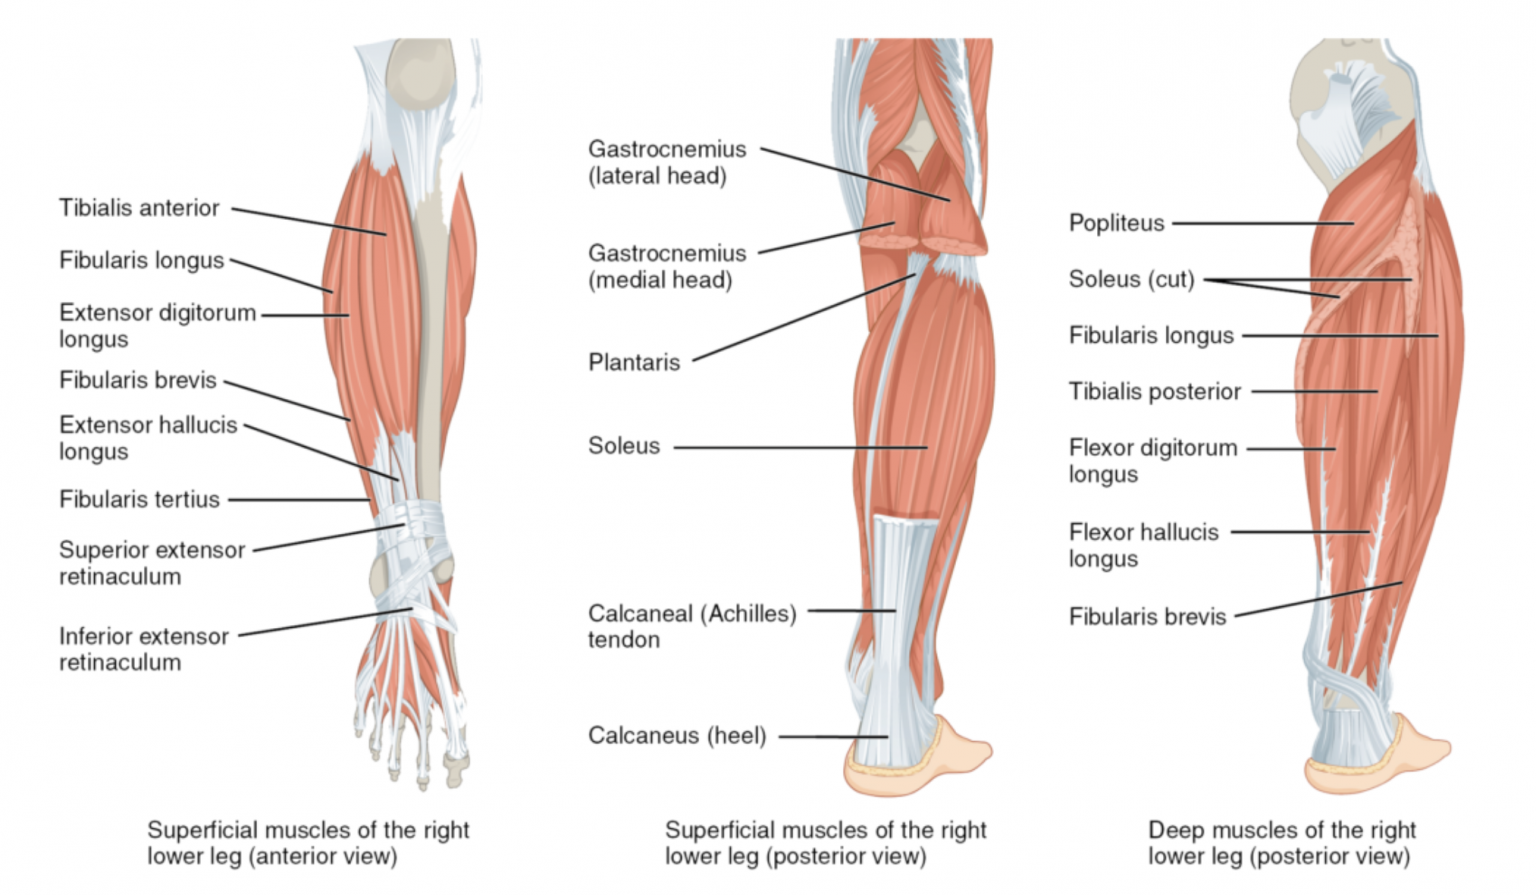 Tibialis anterior
Fibularis longus
Extensor digitorum
longus
Fibularis brevis
Extensor hallucis
longus
Fibularis tertius
Superior extensor
retinaculum
Inferior extensor
retinaculum
Superficial muscles of the right
lower leg (anterior view)
Gastrocnemius
(lateral head)
Gastrocnemius
(medial head)
Plantaris
Soleus
Calcaneal (Achilles)
tendon
Calcaneus (heel)
Superficial muscles of the right
lower leg (posterior view)
Popliteus
Soleus (cut)
Fibularis longus
Tibialis posterior
Flexor digitorum
longus
Flexor hallucis
longus
Fibularis brevis
Deep muscles of the right
lower leg (posterior view)